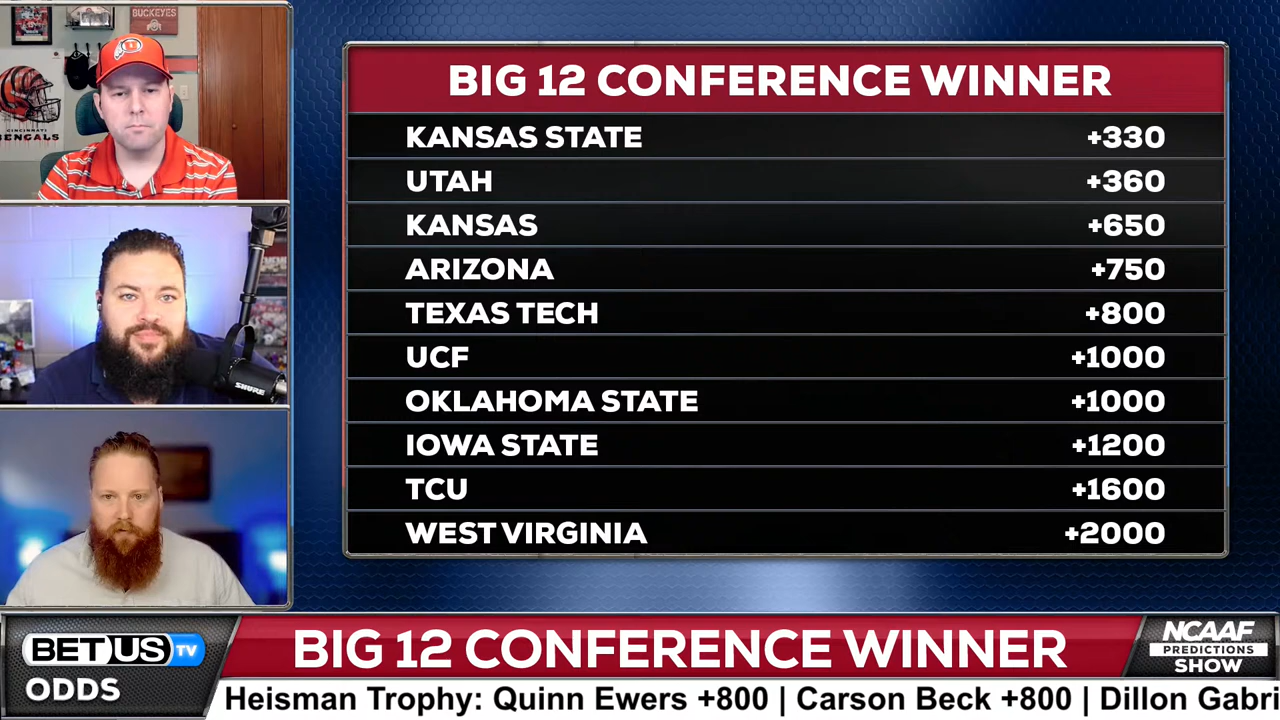 BUCKEYES
CINCINNATI
BENGALS
SHURE
BIG 12 CONFERENCE WINNER
KANSAS STATE +330
UTAH +360
KANSAS +650
ARIZONA +750
TEXAS TECH +800
UCF +1000
OKLAHOMA STATE +1000
IOWA STATE +1200
TCU +1600
WEST VIRGINIA +2000
BET US TV
ODDS
BIG 12 CONFERENCE WINNER
NCAAF
PREDICTIONS
SHOW
Heisman Trophy: Quinn Ewers +800 | Carson Beck +800 | Dillon Gabri